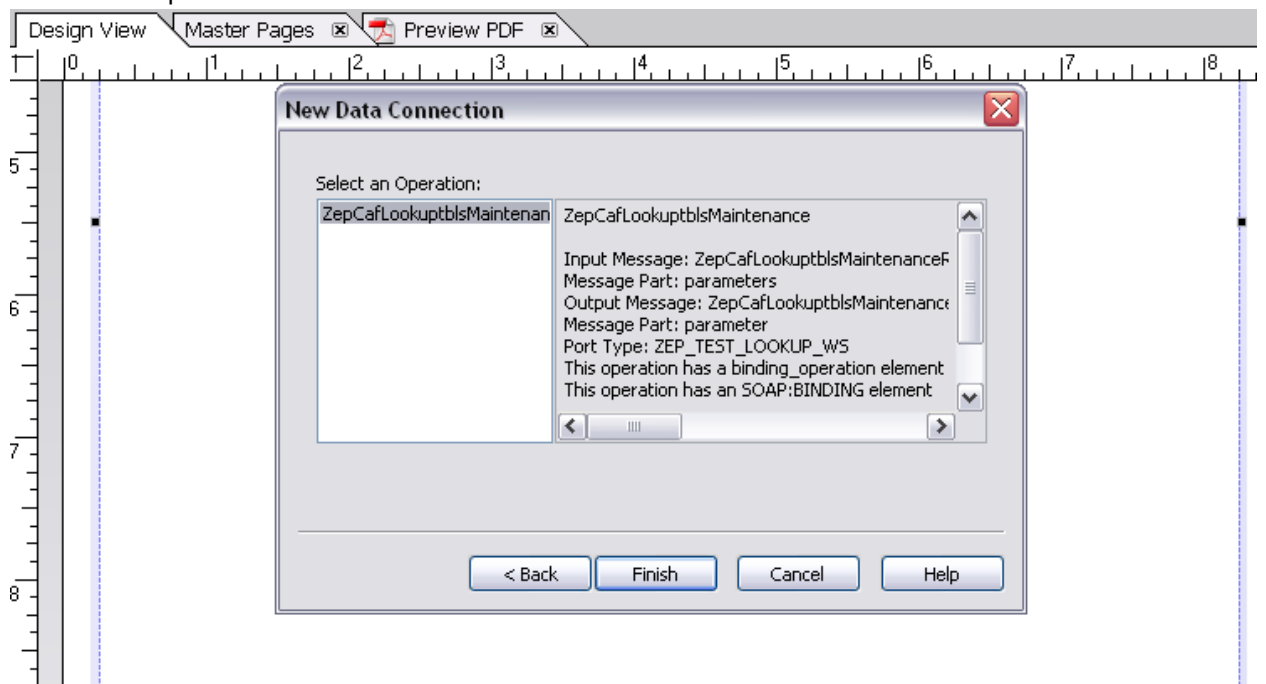 Design View Master Pages Preview PDF
0 1 2 3 4 5 6 7 8
New Data Connection
5
Select an Operation:
ZepCafLookuptblsMaintenan
ZepCafLookuptblsMaintenance
Input Message: ZepCafLookuptblsMaintenanceR
Message Part: parameters
Output Message: ZepCafLookuptblsMaintenance
Message Part: parameter
Port Type: ZEP_TEST_LOOKUP_WS
This operation has a binding_operation element
This operation has an SOAP:BINDING element
6
7
< Back Finish Cancel Help
8